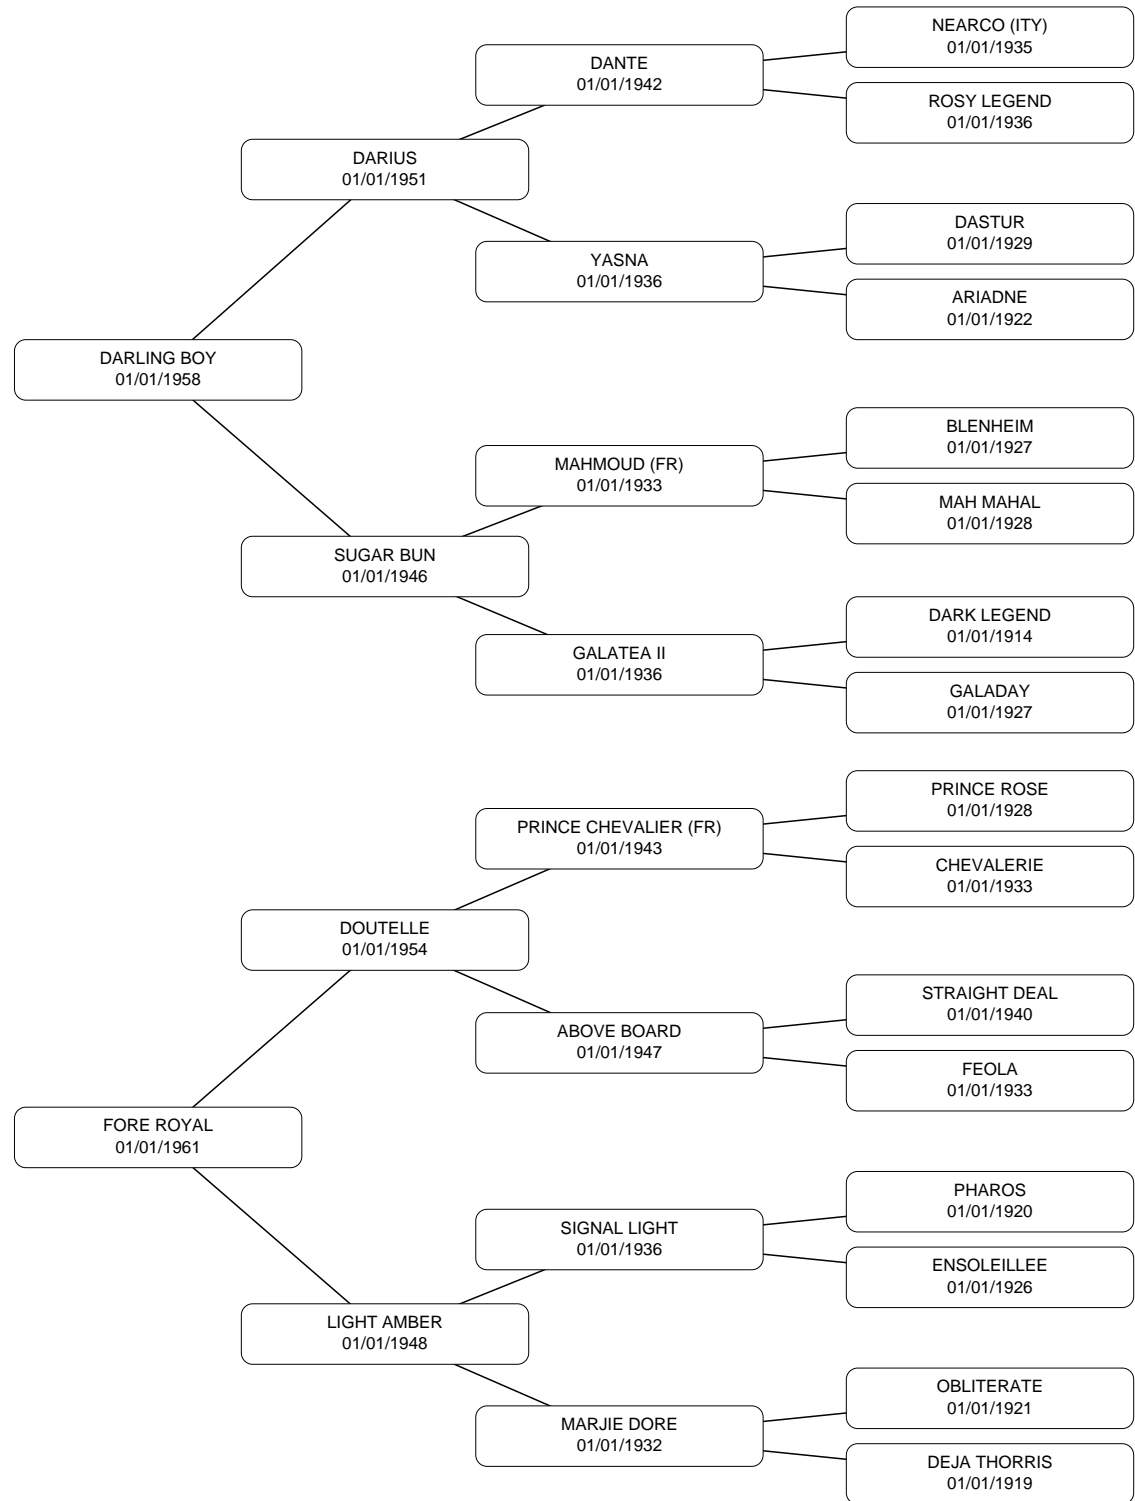 NEARCO (ITY)
01/01/1935
DANTE
01/01/1942
ROSY LEGEND
01/01/1936
DARIUS
01/01/1951
DASTUR
01/01/1929
YASNA
01/01/1936
ARIADNE
01/01/1922
DARLING BOY
01/01/1958
BLENHEIM
01/01/1927
MAHMOUD (FR)
01/01/1933
MAH MAHAL
01/01/1928
SUGAR BUN
01/01/1946
DARK LEGEND
01/01/1914
GALATEA II
01/01/1936
GALADAY
01/01/1927
PRINCE ROSE
01/01/1928
PRINCE CHEVALIER (FR)
01/01/1943
CHEVALERIE
01/01/1933
DOUTELLE
01/01/1954
STRAIGHT DEAL
01/01/1940
ABOVE BOARD
01/01/1947
FEOLA
01/01/1933
FORE ROYAL
01/01/1961
PHAROS
01/01/1920
SIGNAL LIGHT
01/01/1936
ENSOLEILLEE
01/01/1926
LIGHT AMBER
01/01/1948
OBLITERATE
01/01/1921
MARJIE DORE
01/01/1932
DEJA THORRIS
01/01/1919